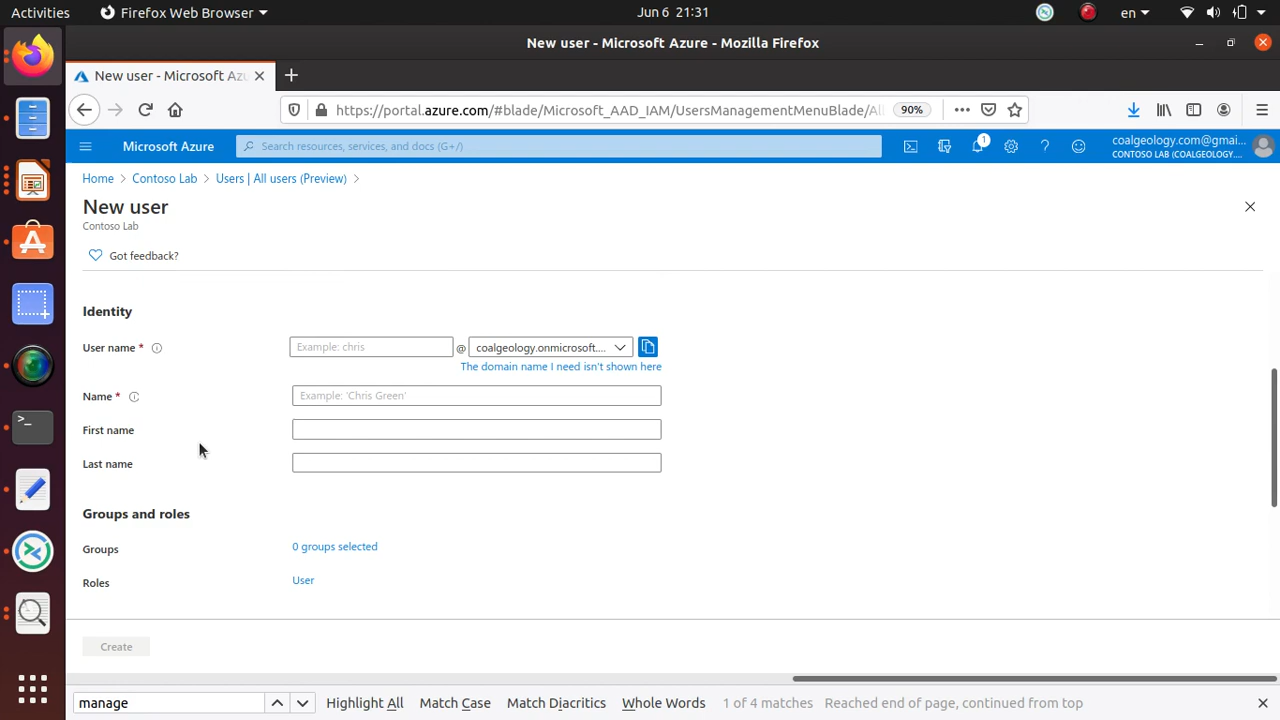 Activities
Firefox Web Browser
Jun 6 21:31
en
New user - Microsoft Azure - Mozilla Firefox
New user - Microsoft Azu
https://portal.azure.com/#blade/Microsoft_AAD_IAM/UsersManagementMenuBlade/Al
90%
Microsoft Azure
Search resources, services, and docs (G+/)
1
coalgeology.com@gmai...
CONTOSO LAB (COALGEOLOGY....
Home > Contoso Lab > Users | All users (Preview) >
New user
Contoso Lab
Got feedback?
Identity
User name *
Example: chris
@
coalgeology.onmicrosoft....
The domain name I need isn't shown here
Name *
Example: 'Chris Green'
First name
Last name
Groups and roles
Groups
0 groups selected
Roles
User
Create
manage
Highlight All
Match Case
Match Diacritics
Whole Words
1 of 4 matches
Reached end of page, continued from top